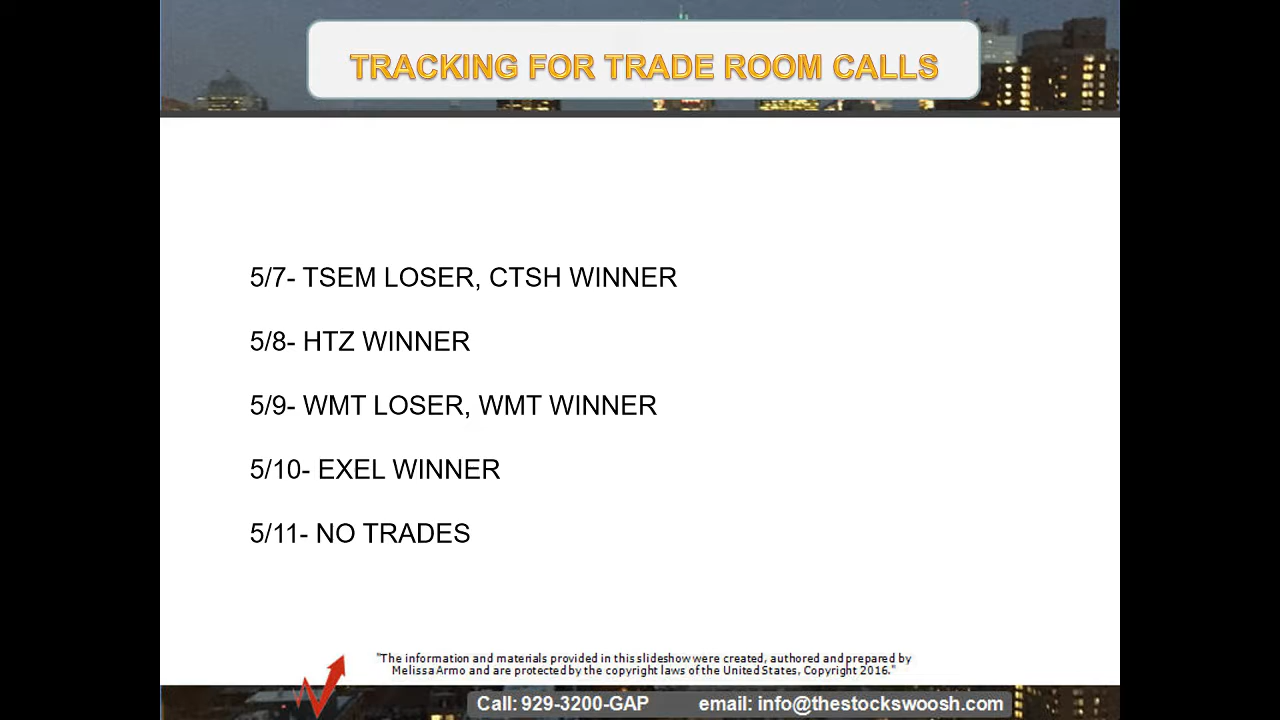 TRACKING FOR TRADE ROOM CALLS
5/7- TSEM LOSER, CTSH WINNER
5/8- HTZ WINNER
5/9- WMT LOSER, WMT WINNER
5/10- EXEL WINNER
5/11- NO TRADES
"The information and materials provided in this slideshow were created, authored and prepared by
Melissa Armo and are protected by the copyright laws of the United States, Copyright 2016."
Call: 929-3200-GAP email: info@thestockswoosh.com